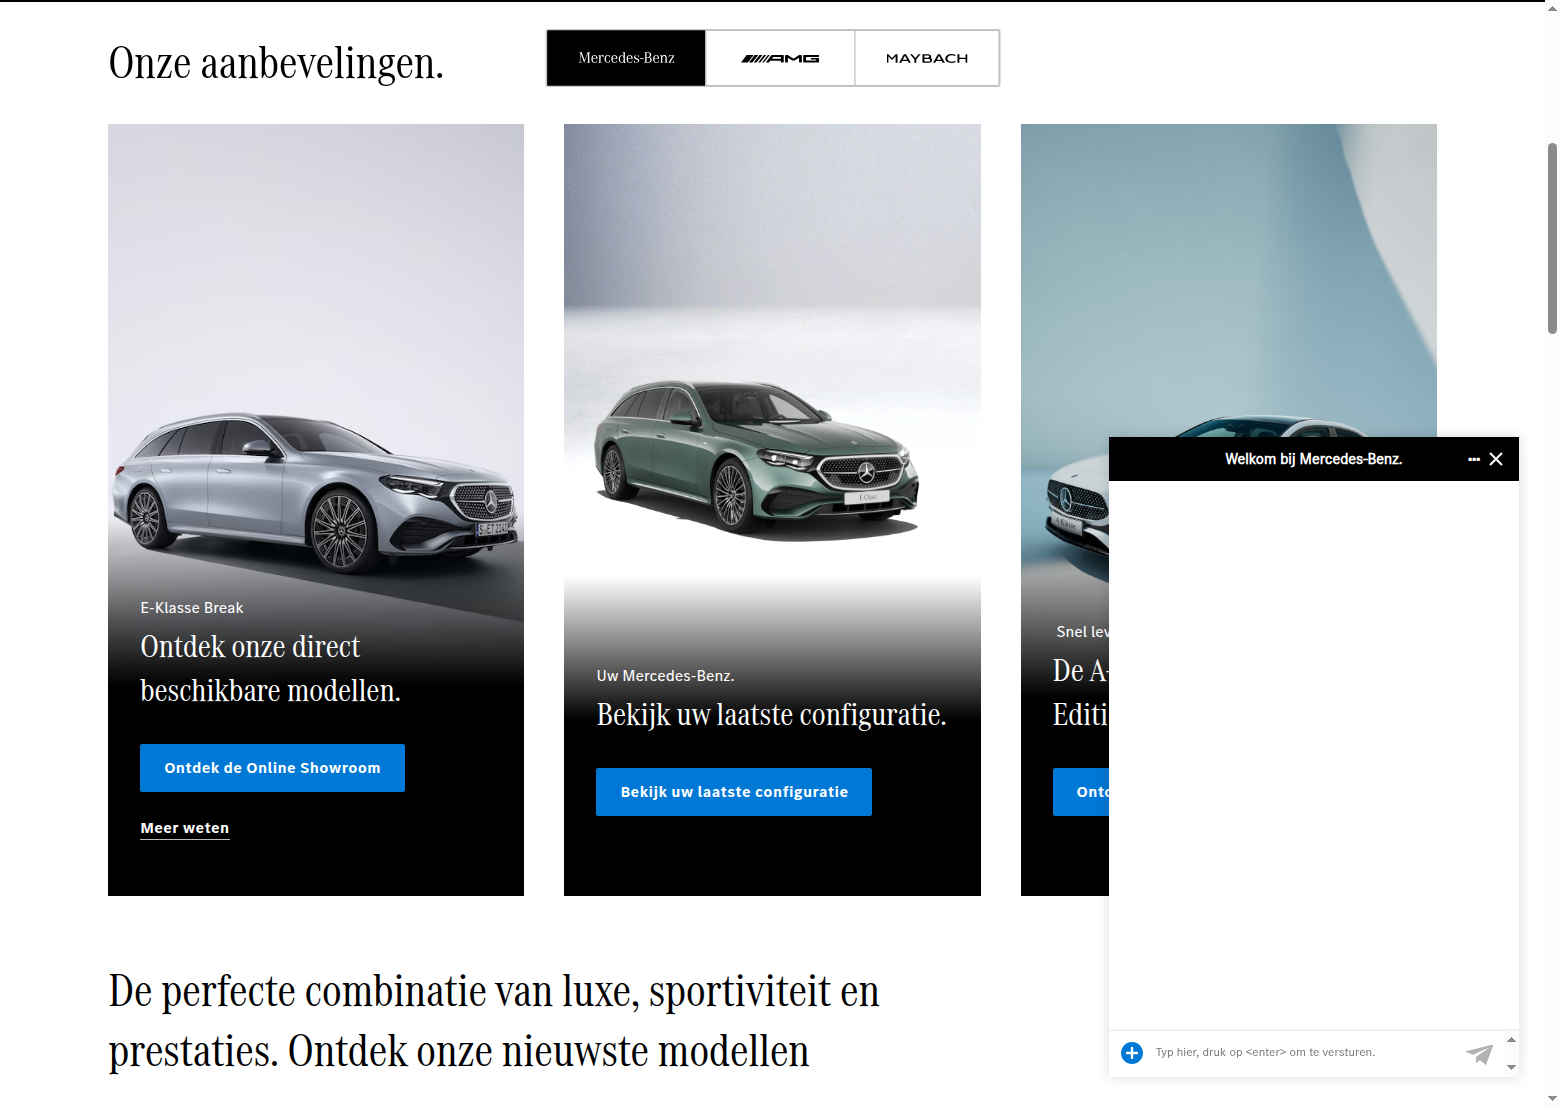 Onze aanbevelingen.
Mercedes-Benz
AMG
MAYBACH
E-Klasse Break
Ontdek onze direct
beschikbare modellen.
Ontdek de Online Showroom
Meer weten
E-Class
Uw Mercedes-Benz.
Bekijk uw laatste configuratie.
Bekijk uw laatste configuratie
A-Klasse
Snel lev
De A-
Editi
Onto
Welkom bij Mercedes-Benz.
Typ hier, druk op <enter> om te versturen.
De perfecte combinatie van luxe, sportiviteit en
prestaties. Ontdek onze nieuwste modellen